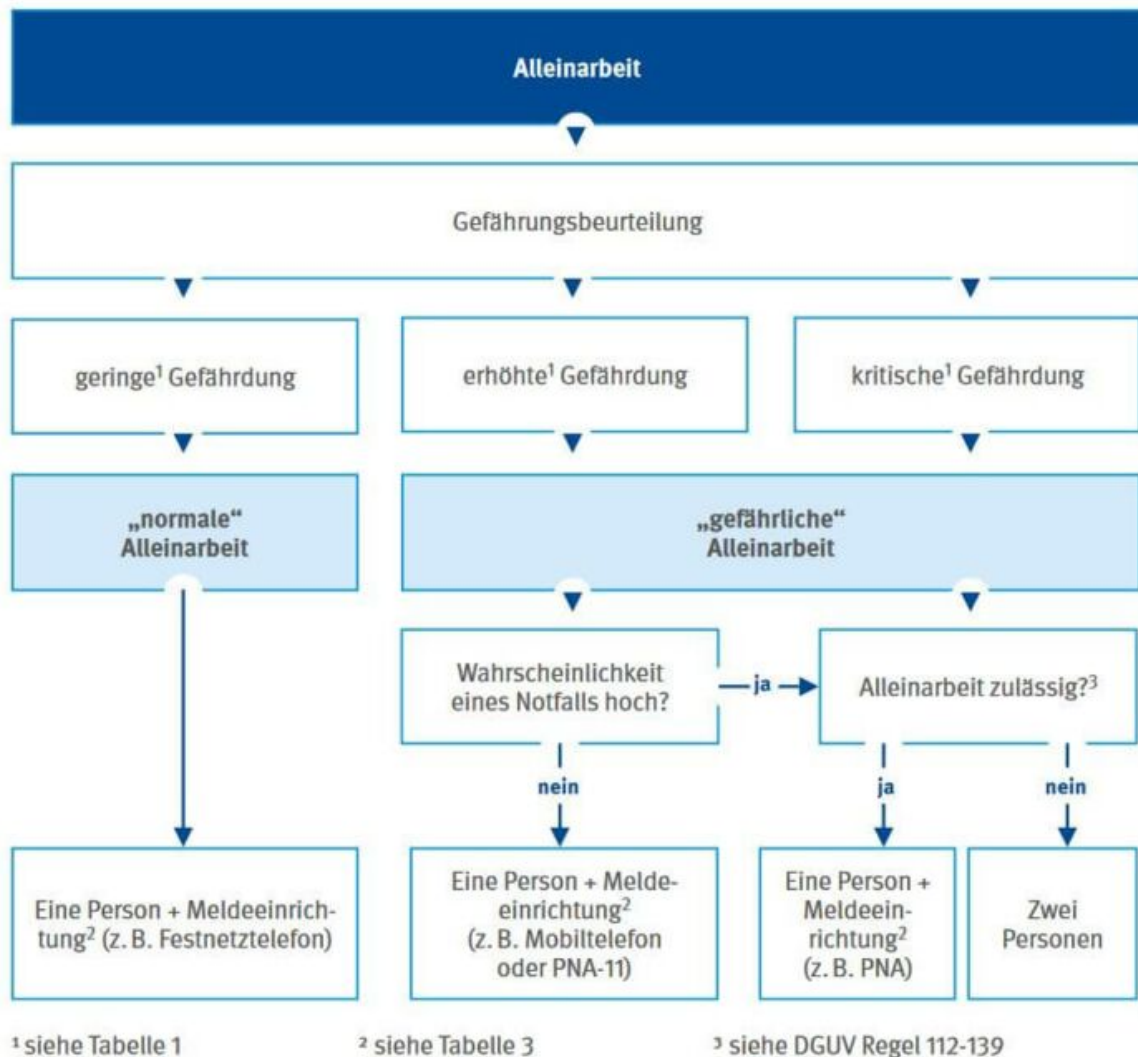 Alleinarbeit
Gefährungsbeurteilung
geringe¹ Gefährdung
erhöhte¹ Gefährdung
kritische¹ Gefährdung
„normale“
Alleinarbeit
„gefährliche“
Alleinarbeit
Wahrscheinlichkeit
eines Notfalls hoch?
ja
Alleinarbeit zulässig?³
nein
ja
nein
Eine Person + Meldeeinrich-
tung² (z. B. Festnetztelefon)
Eine Person + Melde-
einrichtung²
(z. B. Mobiltelefon
oder PNA-11)
Eine Person +
Meldeein-
richtung²
(z. B. PNA)
Zwei
Personen
¹ siehe Tabelle 1
² siehe Tabelle 3
³ siehe DGUV Regel 112-139